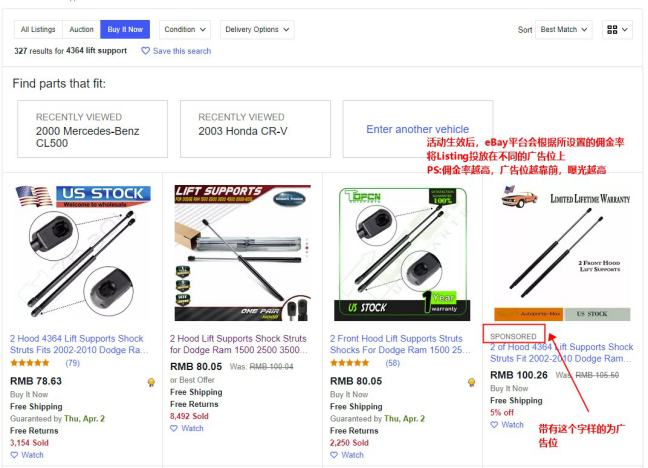 All Listings
Auction
Buy It Now
Condition
Delivery Options
Sort
Best Match
327 results for 4364 lift support
Save this search
Find parts that fit:
RECENTLY VIEWED
2000 Mercedes-Benz
CL500
RECENTLY VIEWED
2003 Honda CR-V
Enter another vehicle
活动生效后，eBay平台会根据所设置的佣金率
将Listing投放在不同的广告位上
PS:佣金率越高，广告位越靠前，曝光越高
US STOCK
Welcome to wholesale
LIFT SUPPORTS
ONE PAIR
HOOD
TOPCN
100%
US STOCK
1 Year
warranty
LIMITED LIFETIME WARRANTY
2 FRONT HOOD
LIFT SUPPORTS
Autoparts-Max
US STOCK
2 Hood 4364 Lift Supports Shock
Struts Fits 2002-2010 Dodge Ra...
(79)
RMB 78.63
Buy It Now
Free Shipping
Guaranteed by Thu, Apr. 2
Free Returns
3,154 Sold
Watch
2 Hood Lift Supports Shock Struts
for Dodge Ram 1500 2500 3500...
RMB 80.05
Was: RMB 100.04
or Best Offer
Free Shipping
Free Returns
8,492 Sold
Watch
2 Front Hood Lift Supports Struts
Shocks For Dodge Ram 1500 25...
(58)
RMB 80.05
Buy It Now
Free Shipping
Guaranteed by Thu, Apr. 2
Free Returns
2,250 Sold
Watch
SPONSORED
2 of Hood 4364 Lift Supports Shock
Struts Fit 2002-2010 Dodge Ram...
RMB 100.26
Was: RMB 105.50
Buy It Now
Free Shipping
5% off
Watch
带有这个字样的为广
告位